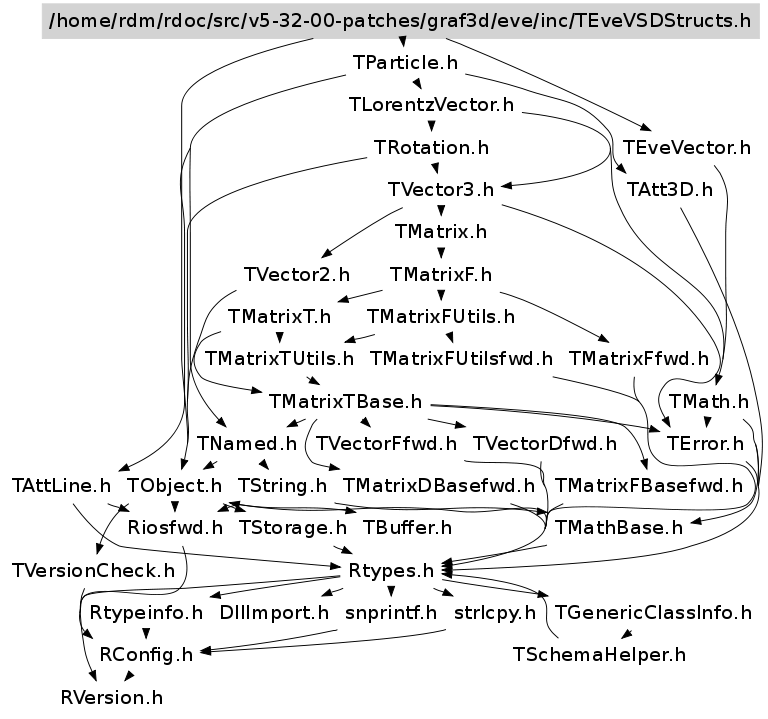 /home/rdm/rdoc/src/v5-32-00-patches/graf3d/eve/inc/TEveVSDStructs.h
TParticle.h
TLorentzVector.h
TRotation.h
TEveVector.h
TVector3.h
TAtt3D.h
TMatrix.h
TVector2.h
TMatrixF.h
TMatrixT.h
TMatrixFUtils.h
TMatrixTUtils.h
TMatrixFUtilsfwd.h
TMatrixFfwd.h
TMatrixTBase.h
TMath.h
TNamed.h
TVectorFfwd.h
TVectorDfwd.h
TError.h
TAttLine.h
TObject.h
TString.h
TMatrixDBasefwd.h
TMatrixFBasefwd.h
Riosfwd.h
TStorage.h
TBuffer.h
TMathBase.h
TVersionCheck.h
Rtypes.h
Rtypeinfo.h
DllImport.h
snprintf.h
strlcpy.h
TGenericClassInfo.h
RConfig.h
TSchemaHelper.h
RVersion.h